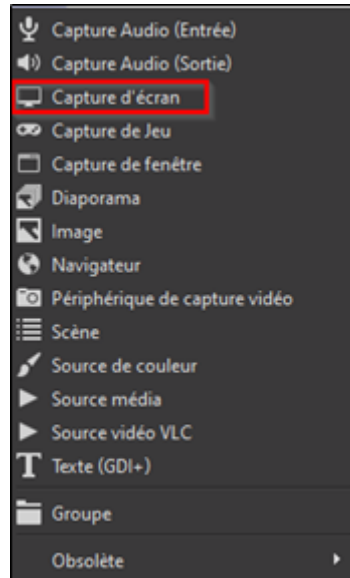 Capture Audio (Entrée)
Capture Audio (Sortie)
Capture d'écran
Capture de Jeu
Capture de fenêtre
Diaporama
Image
Navigateur
Périphérique de capture vidéo
Scène
Source de couleur
Source média
Source vidéo VLC
Texte (GDI+)
Groupe
Obsolète